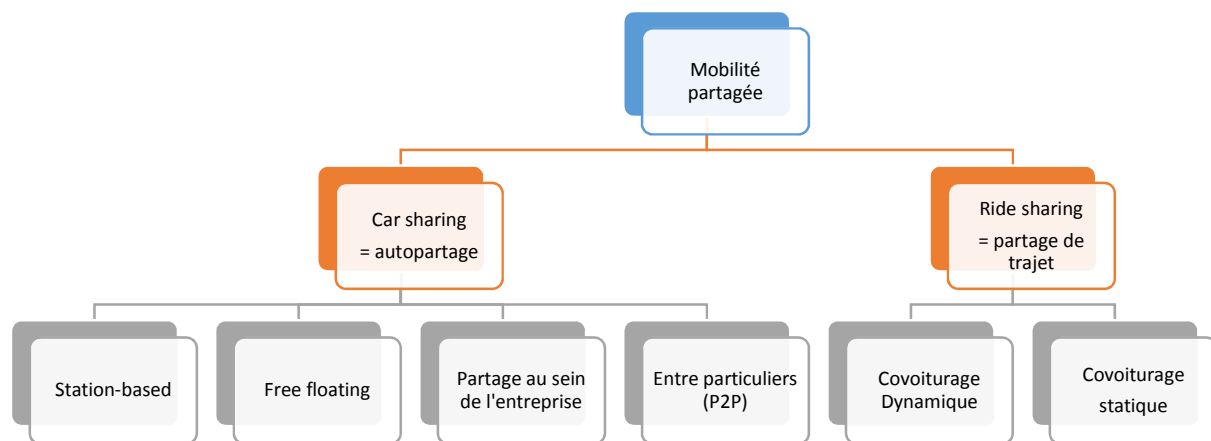 Mobilité
partagée
Car sharing
= autopartage
Ride sharing
= partage de
trajet
Station-based
Free floating
Partage au sein
de l'entreprise
Entre particuliers
(P2P)
Covoiturage
Dynamique
Covoiturage
statique